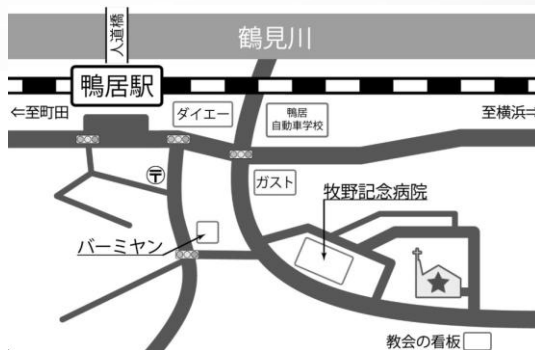 人道橋
鶴見川
鴨居駅
←至町田
ダイエー
鴨居
自動車学校
至横浜⇒
〒
ガスト
牧野記念病院
バーミヤン
教会の看板